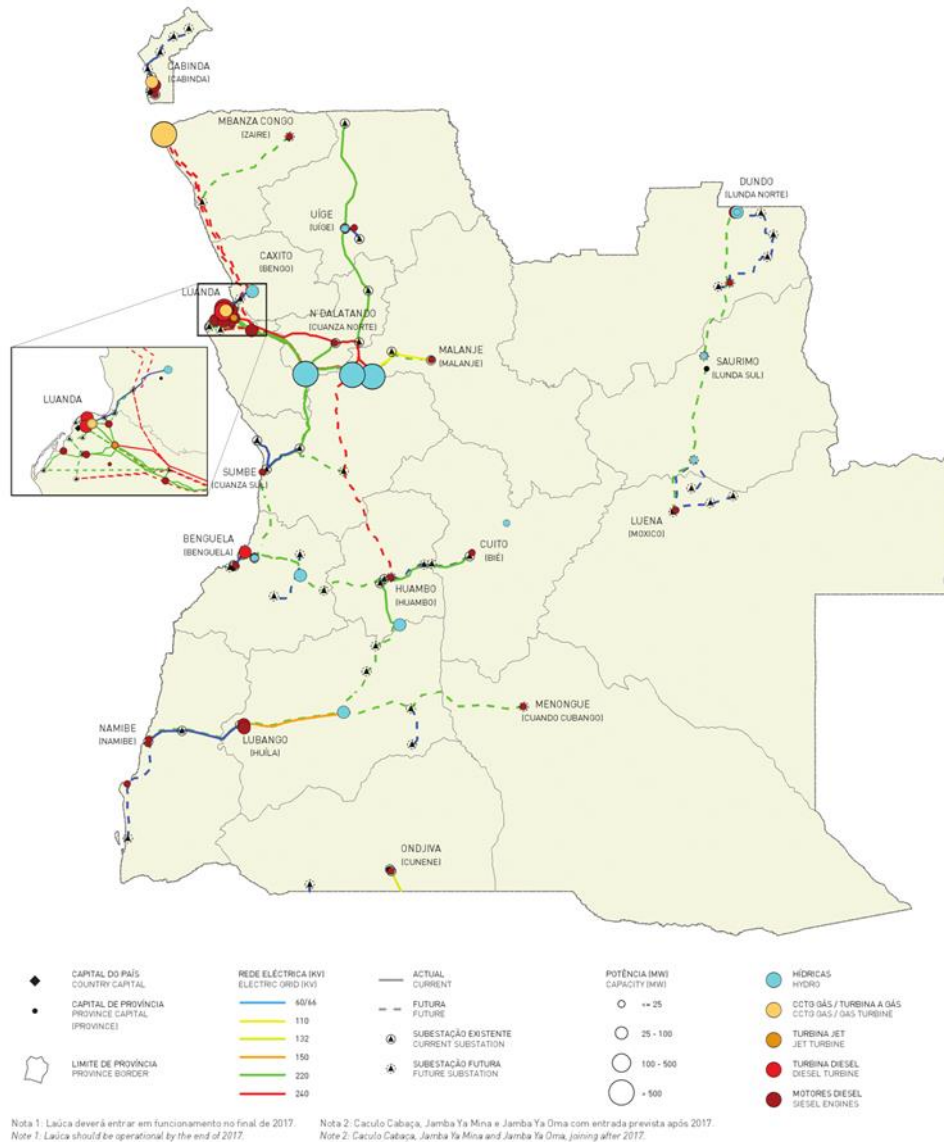 CABINDA
(CABINDA)
MBANZA CONGO
(ZAIRE)
DUNDO
(LUNDA NORTE)
UÍGE
(UÍGE)
CAXITO
(BENGO)
LUANDA
N'DALATANDO
(CUANZA NORTE)
MALANJE
(MALANJE)
SAURIMO
(LUNDA SUL)
LUANDA
SUMBE
(CUANZA SUL)
LUENA
(MOXICO)
BENGUELA
(BENGUELA)
CUITO
(BIÉ)
HUAMBO
(HUAMBO)
MENONGUE
(CUANDO CUBANGO)
NAMIBE
(NAMIBE)
LUBANGO
(HUÍLA)
ONDJIVA
(CUNENE)
CAPITAL DO PAÍS
COUNTRY CAPITAL
CAPITAL DE PROVÍNCIA
PROVINCE CAPITAL
(PROVINCE)
LIMITE DE PROVÍNCIA
PROVINCE BORDER
REDE ELÉCTRICA (KV)
ELECTRIC GRID (KV)
60/66
110
132
150
220
240
ACTUAL
CURRENT
FUTURA
FUTURE
SUBESTAÇÃO EXISTENTE
CURRENT SUBSTATION
SUBESTAÇÃO FUTURA
FUTURE SUBSTATION
POTÊNCIA (MW)
CAPACITY (MW)
<= 25
25 - 100
100 - 500
> 500
HÍDRICAS
HYDRO
CCTG GÁS / TURBINA A GÁS
CCTG GAS / GAS TURBINE
TURBINA JET
JET TURBINE
TURBINA DIESEL
DIESEL TURBINE
MOTORES DIESEL
SIESEL ENGINES
Nota 1: Laúca deverá entrar em funcionamento no final de 2017. Nota 2: Caculo Cabaça, Jamba Ya Mina e Jamba Ya Oma com entrada prevista após 2017.
Note 1: Laúca should be operational by the end of 2017. Note 2: Caculo Cabaça, Jamba Ya Mina and Jamba Ya Oma, joining after 2017.